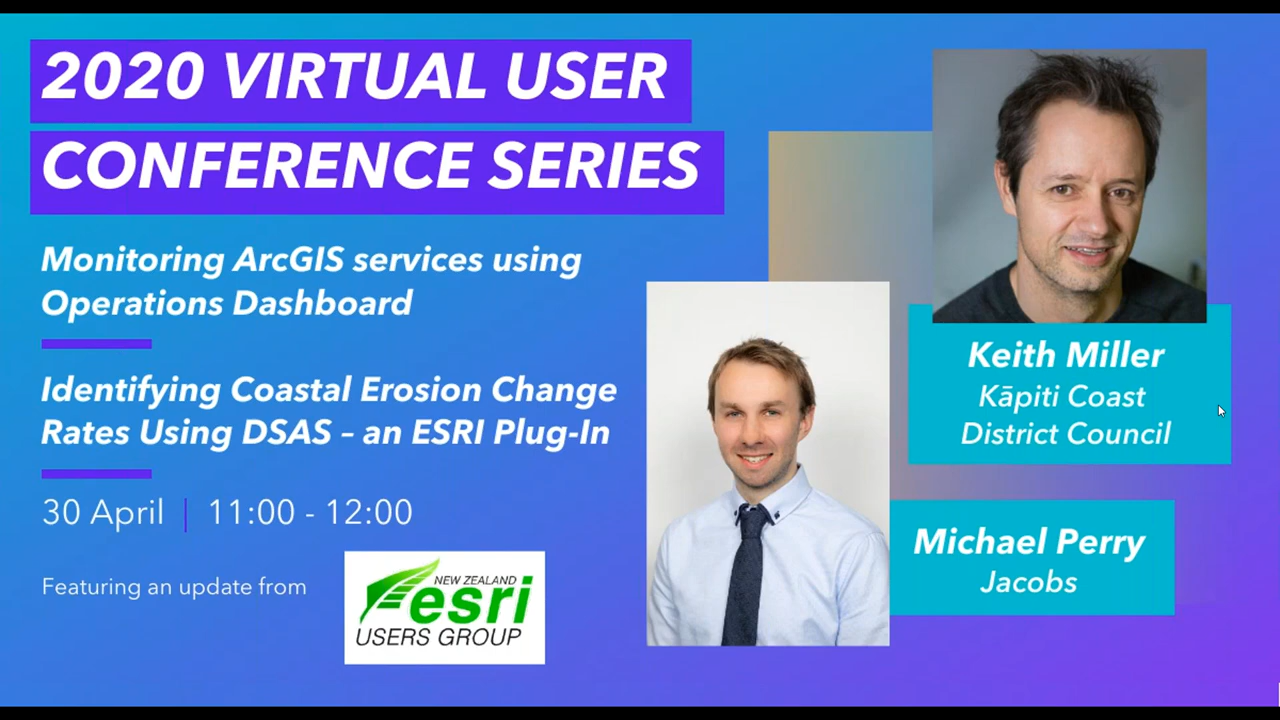 2020 VIRTUAL USER
CONFERENCE SERIES
Monitoring ArcGIS services using
Operations Dashboard
Identifying Coastal Erosion Change
Rates Using DSAS – an ESRI Plug-In
30 April | 11:00 - 12:00
Featuring an update from
NEW ZEALAND
esri
USERS GROUP
Keith Miller
Kāpiti Coast
District Council
Michael Perry
Jacobs